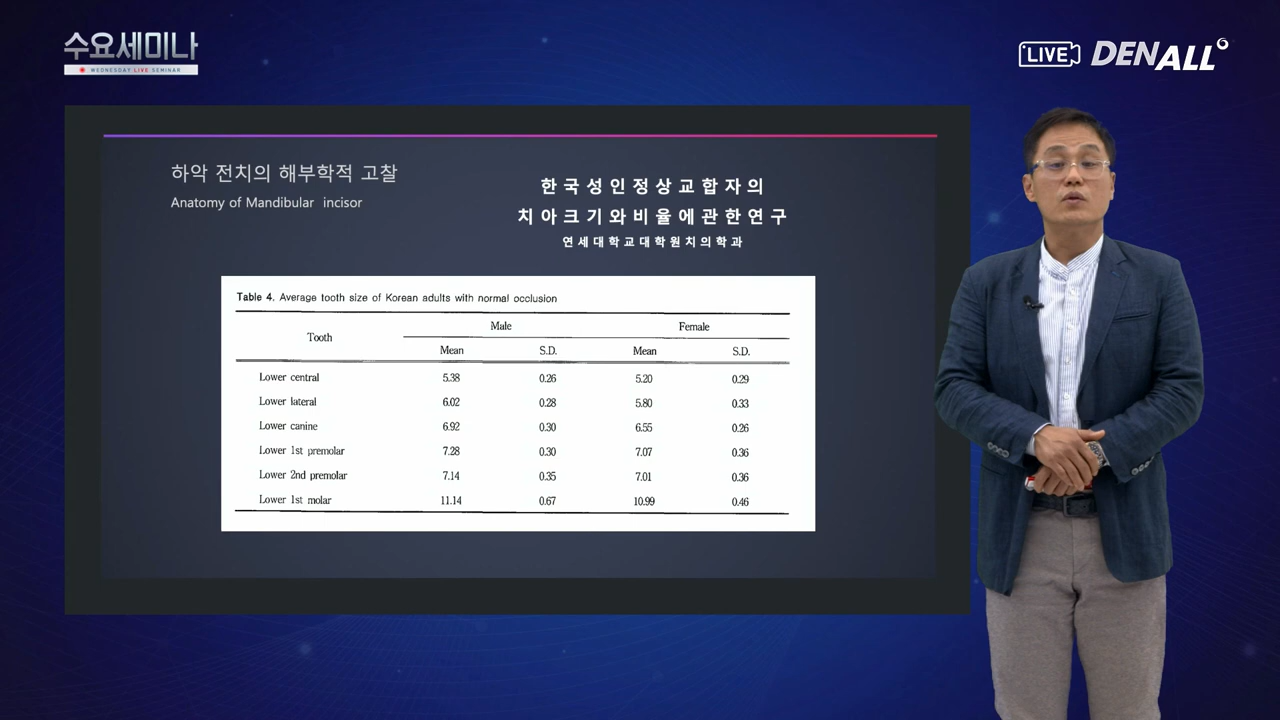 수요세미나
WEDNESDAY LIVE SEMINAR
LIVE DENALL
하악 전치의 해부학적 고찰
Anatomy of Mandibular incisor
한국성인정상교합자의
치아크기와비율에관한연구
연세대학교대학원치의학과
Table 4. Average tooth size of Korean adults with normal occlusion
Tooth Male Female
Mean S.D. Mean S.D.
Lower central 5.38 0.26 5.20 0.29
Lower lateral 6.02 0.28 5.80 0.33
Lower canine 6.92 0.30 6.55 0.26
Lower 1st premolar 7.28 0.30 7.07 0.36
Lower 2nd premolar 7.14 0.35 7.01 0.36
Lower 1st molar 11.14 0.67 10.99 0.46